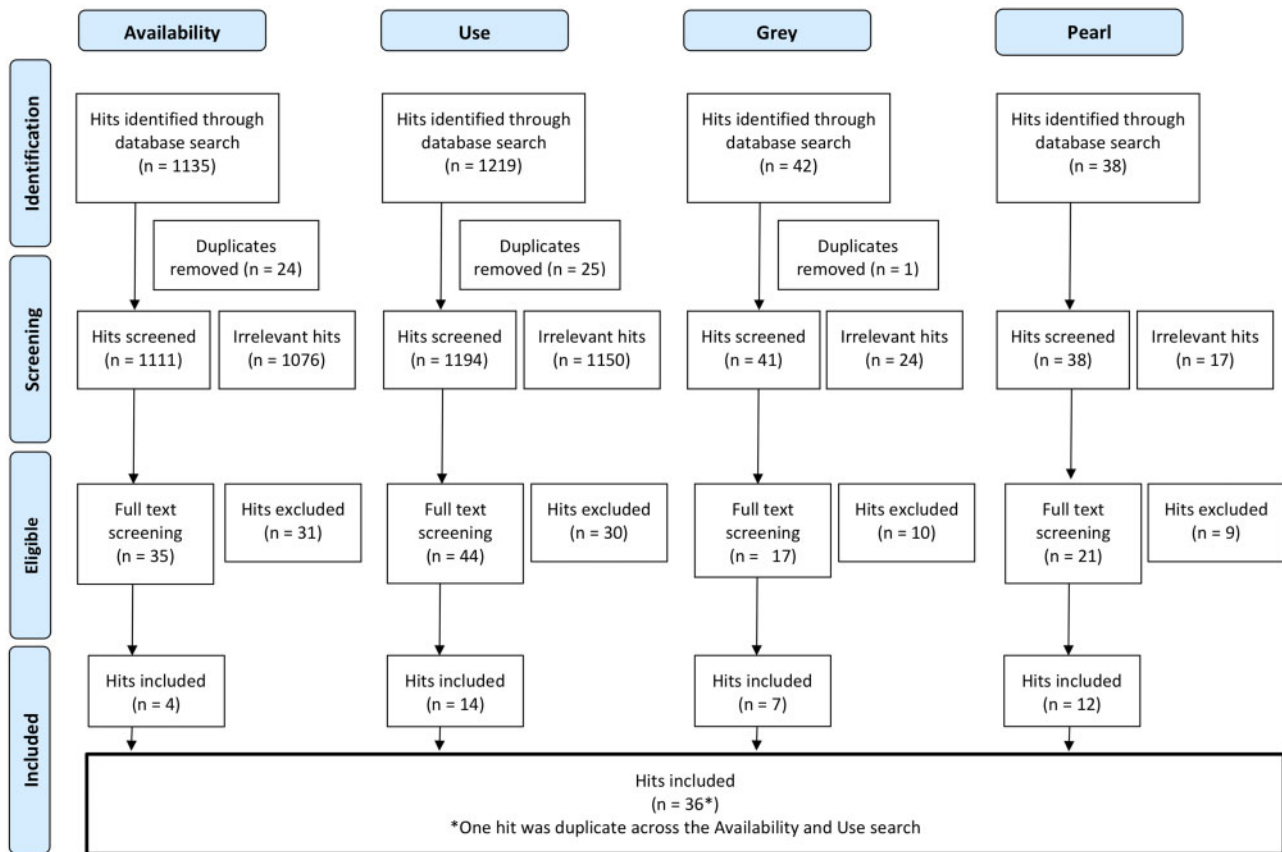 Availability
Use
Grey
Pearl
Identification
Hits identified through
database search
(n = 1135)
Hits identified through
database search
(n = 1219)
Hits identified through
database search
(n = 42)
Hits identified through
database search
(n = 38)
Duplicates
removed (n = 24)
Duplicates
removed (n = 25)
Duplicates
removed (n = 1)
Screening
Hits screened
(n = 1111)
Irrelevant hits
(n = 1076)
Hits screened
(n = 1194)
Irrelevant hits
(n = 1150)
Hits screened
(n = 41)
Irrelevant hits
(n = 24)
Hits screened
(n = 38)
Irrelevant hits
(n = 17)
Eligible
Full text
screening
(n = 35)
Hits excluded
(n = 31)
Full text
screening
(n = 44)
Hits excluded
(n = 30)
Full text
screening
(n = 17)
Hits excluded
(n = 10)
Full text
screening
(n = 21)
Hits excluded
(n = 9)
Included
Hits included
(n = 4)
Hits included
(n = 14)
Hits included
(n = 7)
Hits included
(n = 12)
Hits included
(n = 36*)
*One hit was duplicate across the Availability and Use search